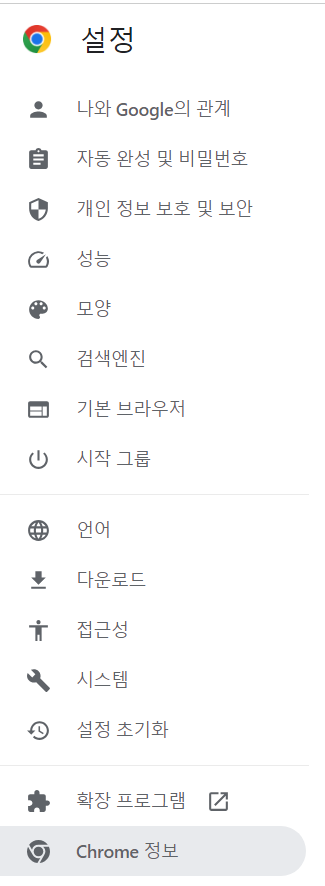 설정
나와 Google의 관계
자동 완성 및 비밀번호
개인 정보 보호 및 보안
성능
모양
검색엔진
기본 브라우저
시작 그룹
언어
다운로드
접근성
시스템
설정 초기화
확장 프로그램
Chrome 정보